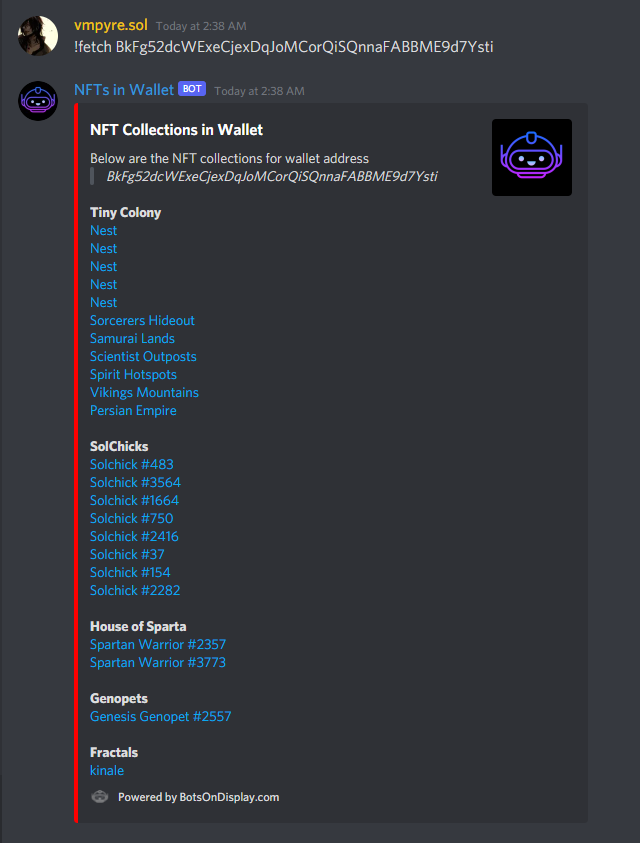 vmpyre.sol Today at 2:38 AM
!fetch BkFg52dcWExeCjexDqJoMCorQiSQnnaFABBME9d7Ysti
NFTs in Wallet BOT Today at 2:38 AM
NFT Collections in Wallet
Below are the NFT collections for wallet address
BkFg52dcWExeCjexDqJoMCorQiSQnnaFABBME9d7Ysti
Tiny Colony
Nest
Nest
Nest
Nest
Nest
Sorcerers Hideout
Samurai Lands
Scientist Outposts
Spirit Hotspots
Vikings Mountains
Persian Empire
SolChicks
Solchick #483
Solchick #3564
Solchick #1664
Solchick #750
Solchick #2416
Solchick #37
Solchick #154
Solchick #2282
House of Sparta
Spartan Warrior #2357
Spartan Warrior #3773
Genopets
Genesis Genopet #2557
Fractals
kinale
Powered by BotsOnDisplay.com